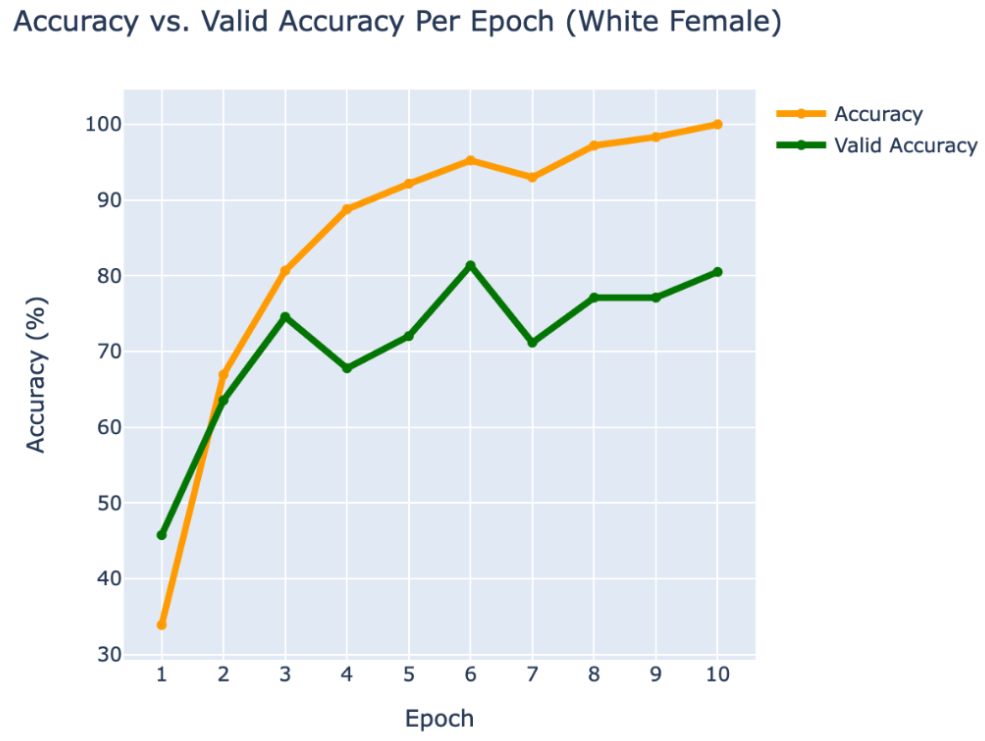 Accuracy vs. Valid Accuracy Per Epoch (White Female)
Accuracy
Valid Accuracy
100
90
80
70
60
50
40
30
Accuracy (%)
1 2 3 4 5 6 7 8 9 10
Epoch